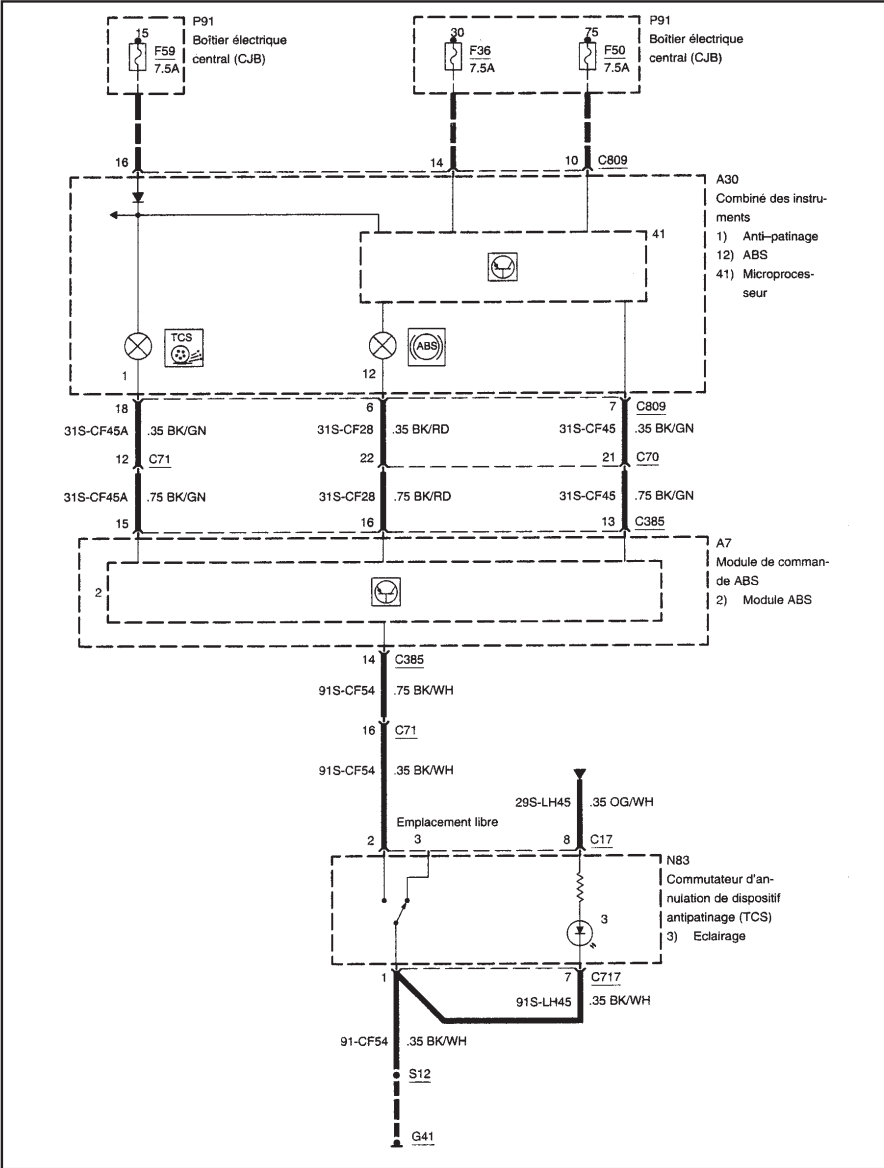 P91
15
Boîtier électrique
F59
central (CJB)
7.5A
P91
30
75
Boîtier électrique
F36
F50
central (CJB)
7.5A
7.5A
16
14
10
C809
A30
Combiné des instru-
ments
1) Anti–patinage
12) ABS
41) Microproces-
seur
41
TCS
ABS
1
12
18
6
7
C809
31S-CF45A
.35 BK/GN
31S-CF28
.35 BK/RD
31S-CF45
.35 BK/GN
12
C71
22
21
C70
31S-CF45A
.75 BK/GN
31S-CF28
.75 BK/RD
31S-CF45
.75 BK/GN
15
16
13
C385
A7
Module de comman-
de ABS
2) Module ABS
2
14
C385
91S-CF54
.75 BK/WH
16
C71
91S-CF54
.35 BK/WH
29S-LH45
.35 OG/WH
Emplacement libre
2
3
8
C17
N83
Commutateur d'an-
nulation de dispositif
antipatinage (TCS)
3) Eclairage
3
1
7
C717
91S-LH45
.35 BK/WH
91-CF54
.35 BK/WH
S12
G41